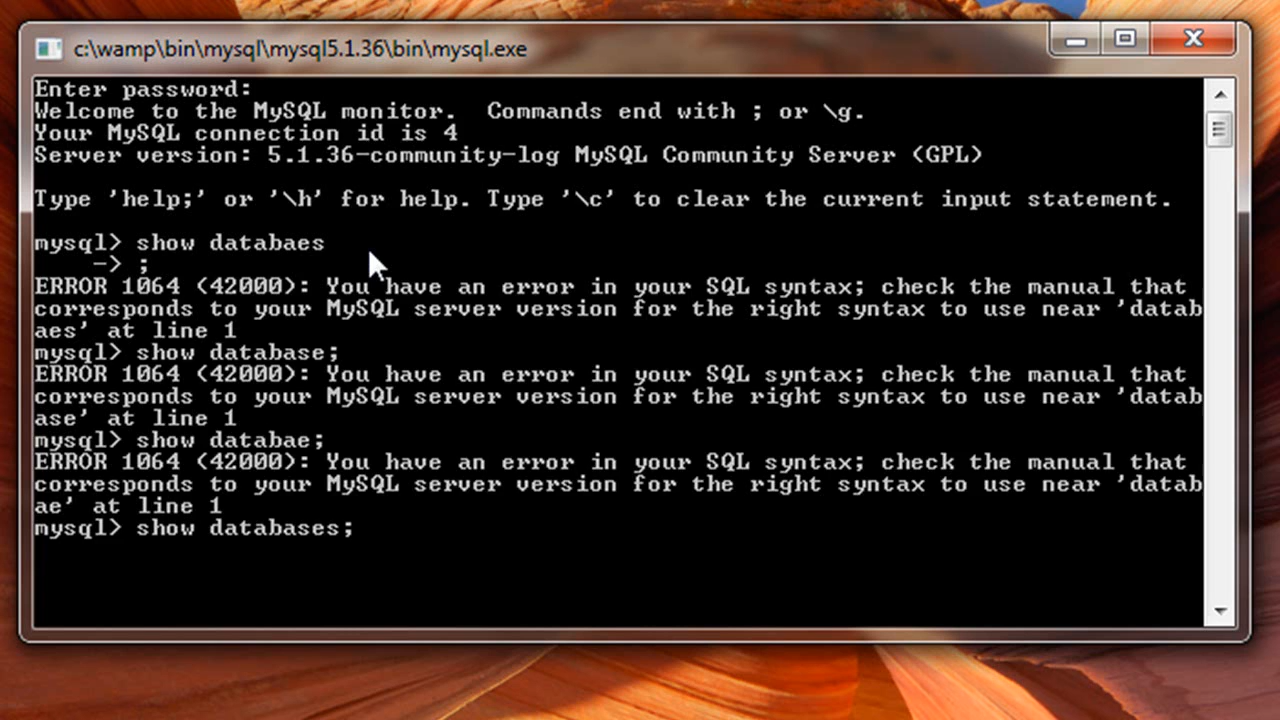 c:\wamp\bin\mysql\mysql5.1.36\bin\mysql.exe
Enter password:
Welcome to the MySQL monitor.  Commands end with ; or \g.
Your MySQL connection id is 4
Server version: 5.1.36-community-log MySQL Community Server (GPL)
Type 'help;' or '\h' for help. Type '\c' to clear the current input statement.
mysql> show databaes
    -> ;
ERROR 1064 (42000): You have an error in your SQL syntax; check the manual that
corresponds to your MySQL server version for the right syntax to use near 'datab
aes' at line 1
mysql> show database;
ERROR 1064 (42000): You have an error in your SQL syntax; check the manual that
corresponds to your MySQL server version for the right syntax to use near 'datab
ase' at line 1
mysql> show databae;
ERROR 1064 (42000): You have an error in your SQL syntax; check the manual that
corresponds to your MySQL server version for the right syntax to use near 'datab
ae' at line 1
mysql> show databases;